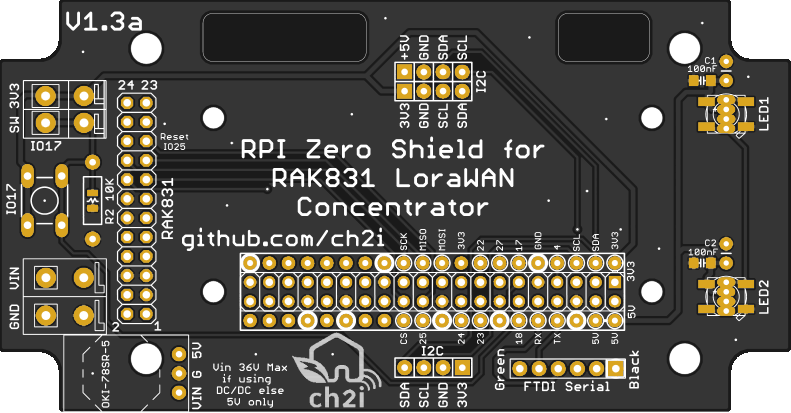 V1.3a
+5V
GND
SDA
SCL
I2C
3V3
GND
SCL
SDA
C1
100nF
LED1
SW 3V3
IO17
24 23
Reset
IO25
RAK831
2 1
IO17
R2 10K
RPI Zero Shield for
RAK831 LoraWAN
Concentrator
github.com/ch2i
SCK
MISO
MOSI
3V3
22
27
17
GND
4
SCL
SDA
3V3
3V3
5V
CS
25
24
23
18
RX
TX
5V
5V
C2
100nF
LED2
VIN
GND
OKI-78SR-5
VIN G 5V
Vin 36V Max
if using
DC/DC else
5V only
ch2i
I2C
SDA
SCL
GND
3V3
Green
FTDI Serial
Black